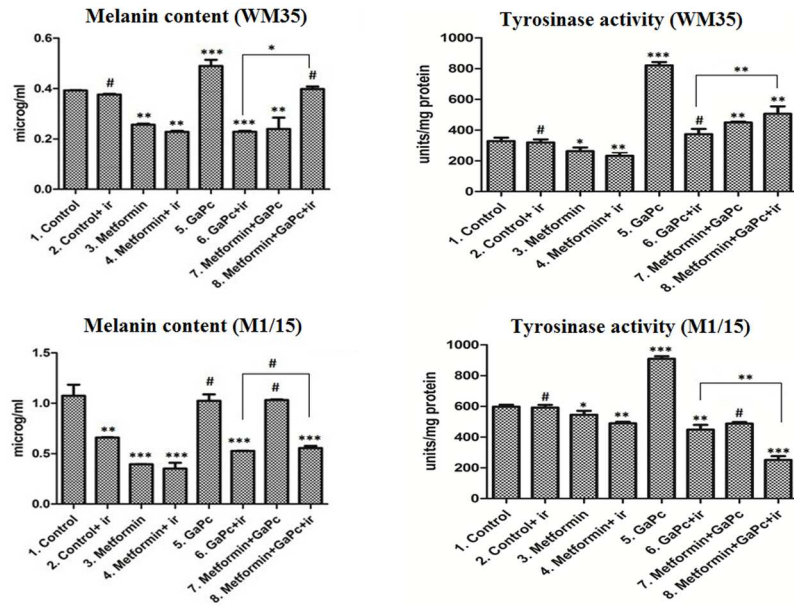 Melanin content (WM35)
microg/ml
0.6
0.4
0.2
0.0
#
**
**
***
***
**
#
*
1. Control
2. Control+ ir
3. Metformin
4. Metformin+ ir
5. GaPc
6. GaPc+ir
7. Metformin+GaPc
8. Metformin+GaPc+ir
Tyrosinase activity (WM35)
units/mg protein
1000
800
600
400
200
0
#
*
**
***
#
**
**
**
1. Control
2. Control+ ir
3. Metformin
4. Metformin+ ir
5. GaPc
6. GaPc+ir
7. Metformin+GaPc
8. Metformin+GaPc+ir
Melanin content (M1/15)
microg/ml
1.5
1.0
0.5
0.0
**
***
***
#
***
#
***
#
1. Control
2. Control+ ir
3. Metformin
4. Metformin+ ir
5. GaPc
6. GaPc+ir
7. Metformin+GaPc
8. Metformin+GaPc+ir
Tyrosinase activity (M1/15)
units/mg protein
1000
800
600
400
200
0
#
*
**
***
**
#
***
**
1. Control
2. Control+ ir
3. Metformin
4. Metformin+ ir
5. GaPc
6. GaPc+ir
7. Metformin+GaPc
8. Metformin+GaPc+ir